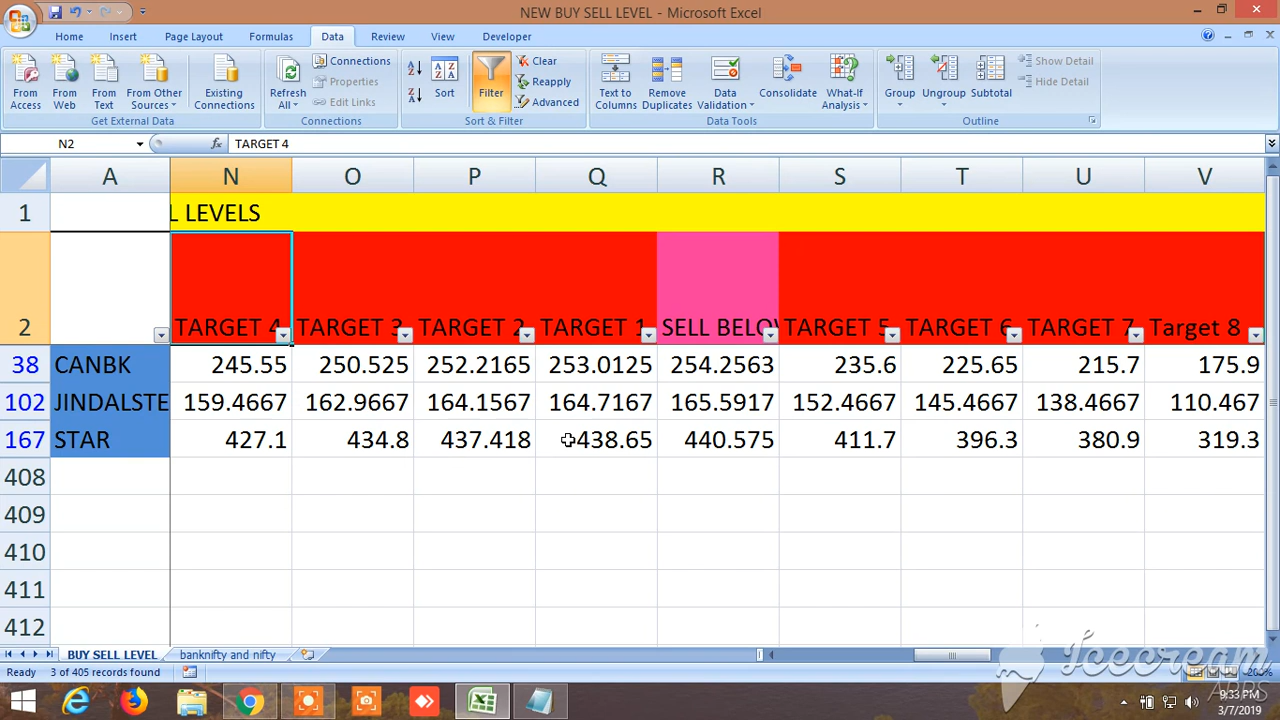 NEW BUY SELL LEVEL - Microsoft Excel
Home Insert Page Layout Formulas Data Review View Developer
From Access From Web From Text From Other Sources Existing Connections
Refresh All Connections Properties Edit Links
Sort Filter Clear Reapply Advanced
Text to Columns Remove Duplicates Data Validation Consolidate What-If Analysis
Group Ungroup Subtotal Show Detail Hide Detail
Get External Data Connections Sort & Filter Data Tools Outline
N2 fx TARGET 4
A N O P Q R S T U V
1 L LEVELS
2 TARGET 4 TARGET 3 TARGET 2 TARGET 1 SELL BELOW TARGET 5 TARGET 6 TARGET 7 Target 8
38 CANBK 245.55 250.525 252.2165 253.0125 254.2563 235.6 225.65 215.7 175.9
102 JINDALSTE 159.4667 162.9667 164.1567 164.7167 165.5917 152.4667 145.4667 138.4667 110.467
167 STAR 427.1 434.8 437.418 438.65 440.575 411.7 396.3 380.9 319.3
408
409
410
411
412
BUY SELL LEVEL banknifty and nifty
Ready 3 of 405 records found 200%
Icecream
APPS
9:33 PM
3/7/2019